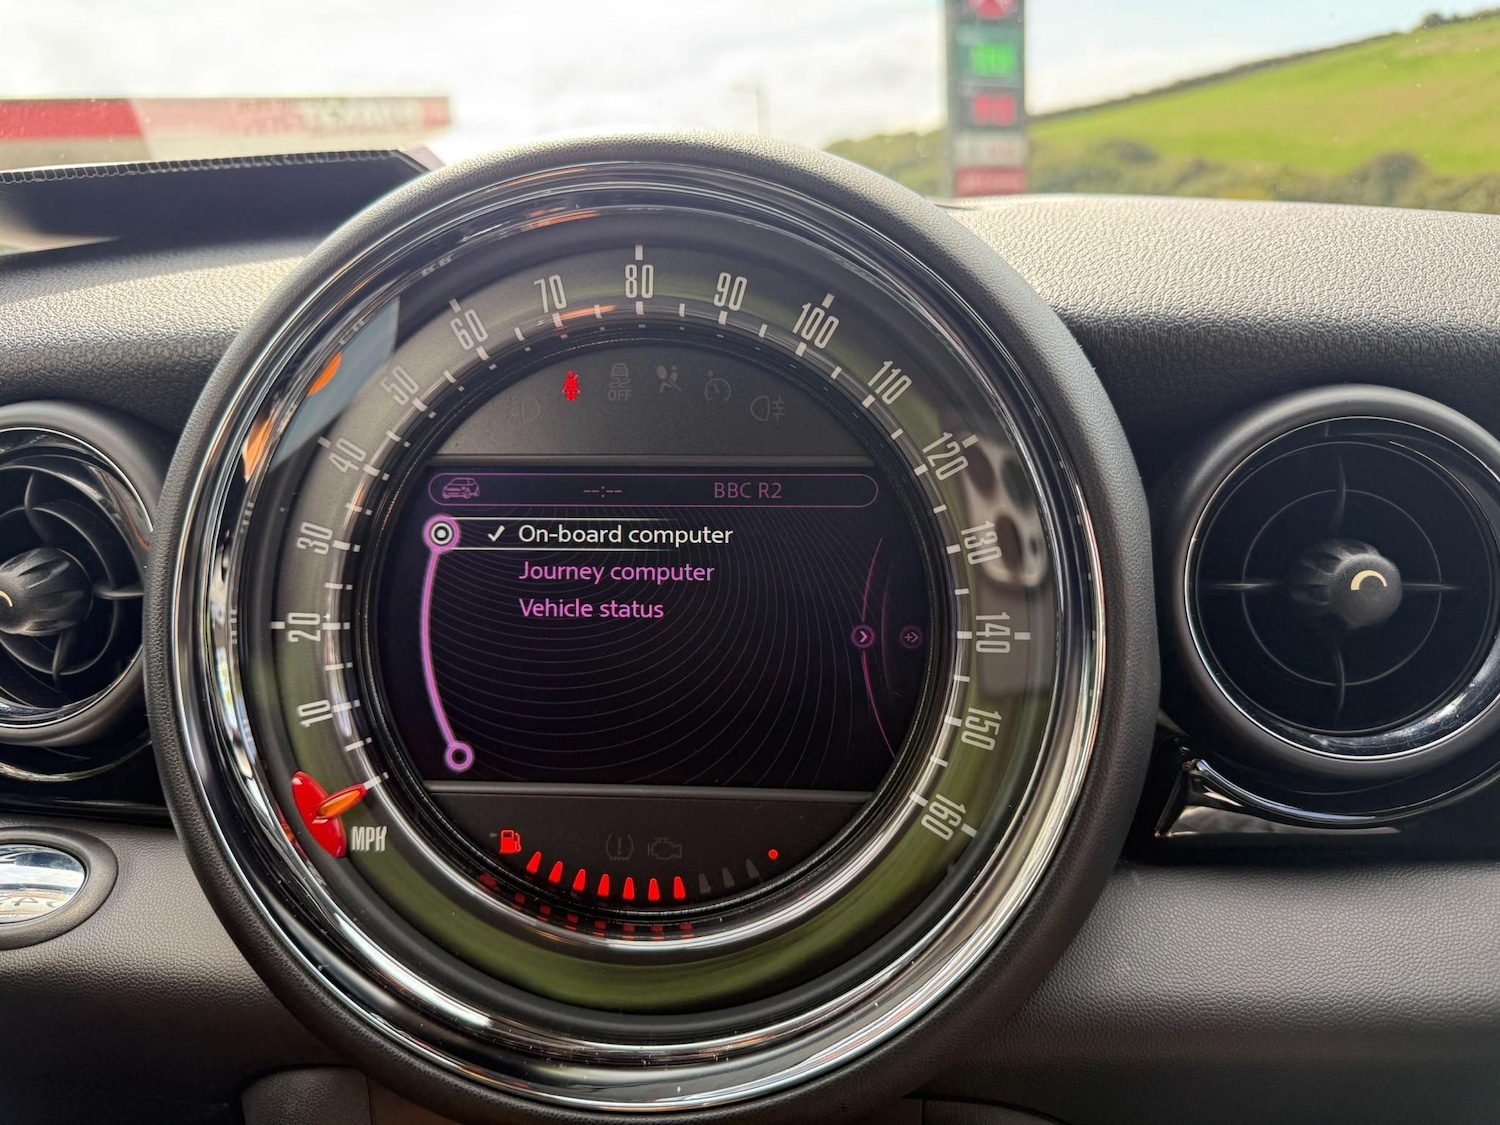 70 80 90
60 100
50 110
OFF
40 120
--:-- BBC R2
On-board computer
30 130
Journey computer
Vehicle status
20 140
10 150
160
MPH